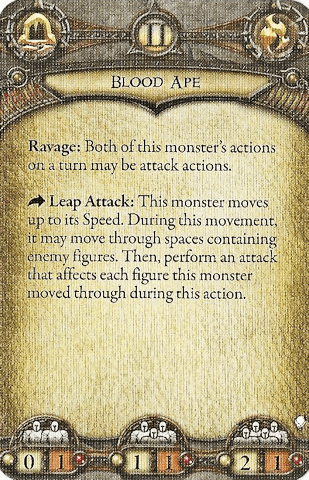 II
BLOOD APE
Ravage: Both of this monster's actions
on a turn may be attack actions.
Leap Attack: This monster moves
up to its Speed. During this movement,
it may move through spaces containing
enemy figures. Then, perform an attack
that affects each figure this monster
moved through during this action.
0 1 1 1 2 1